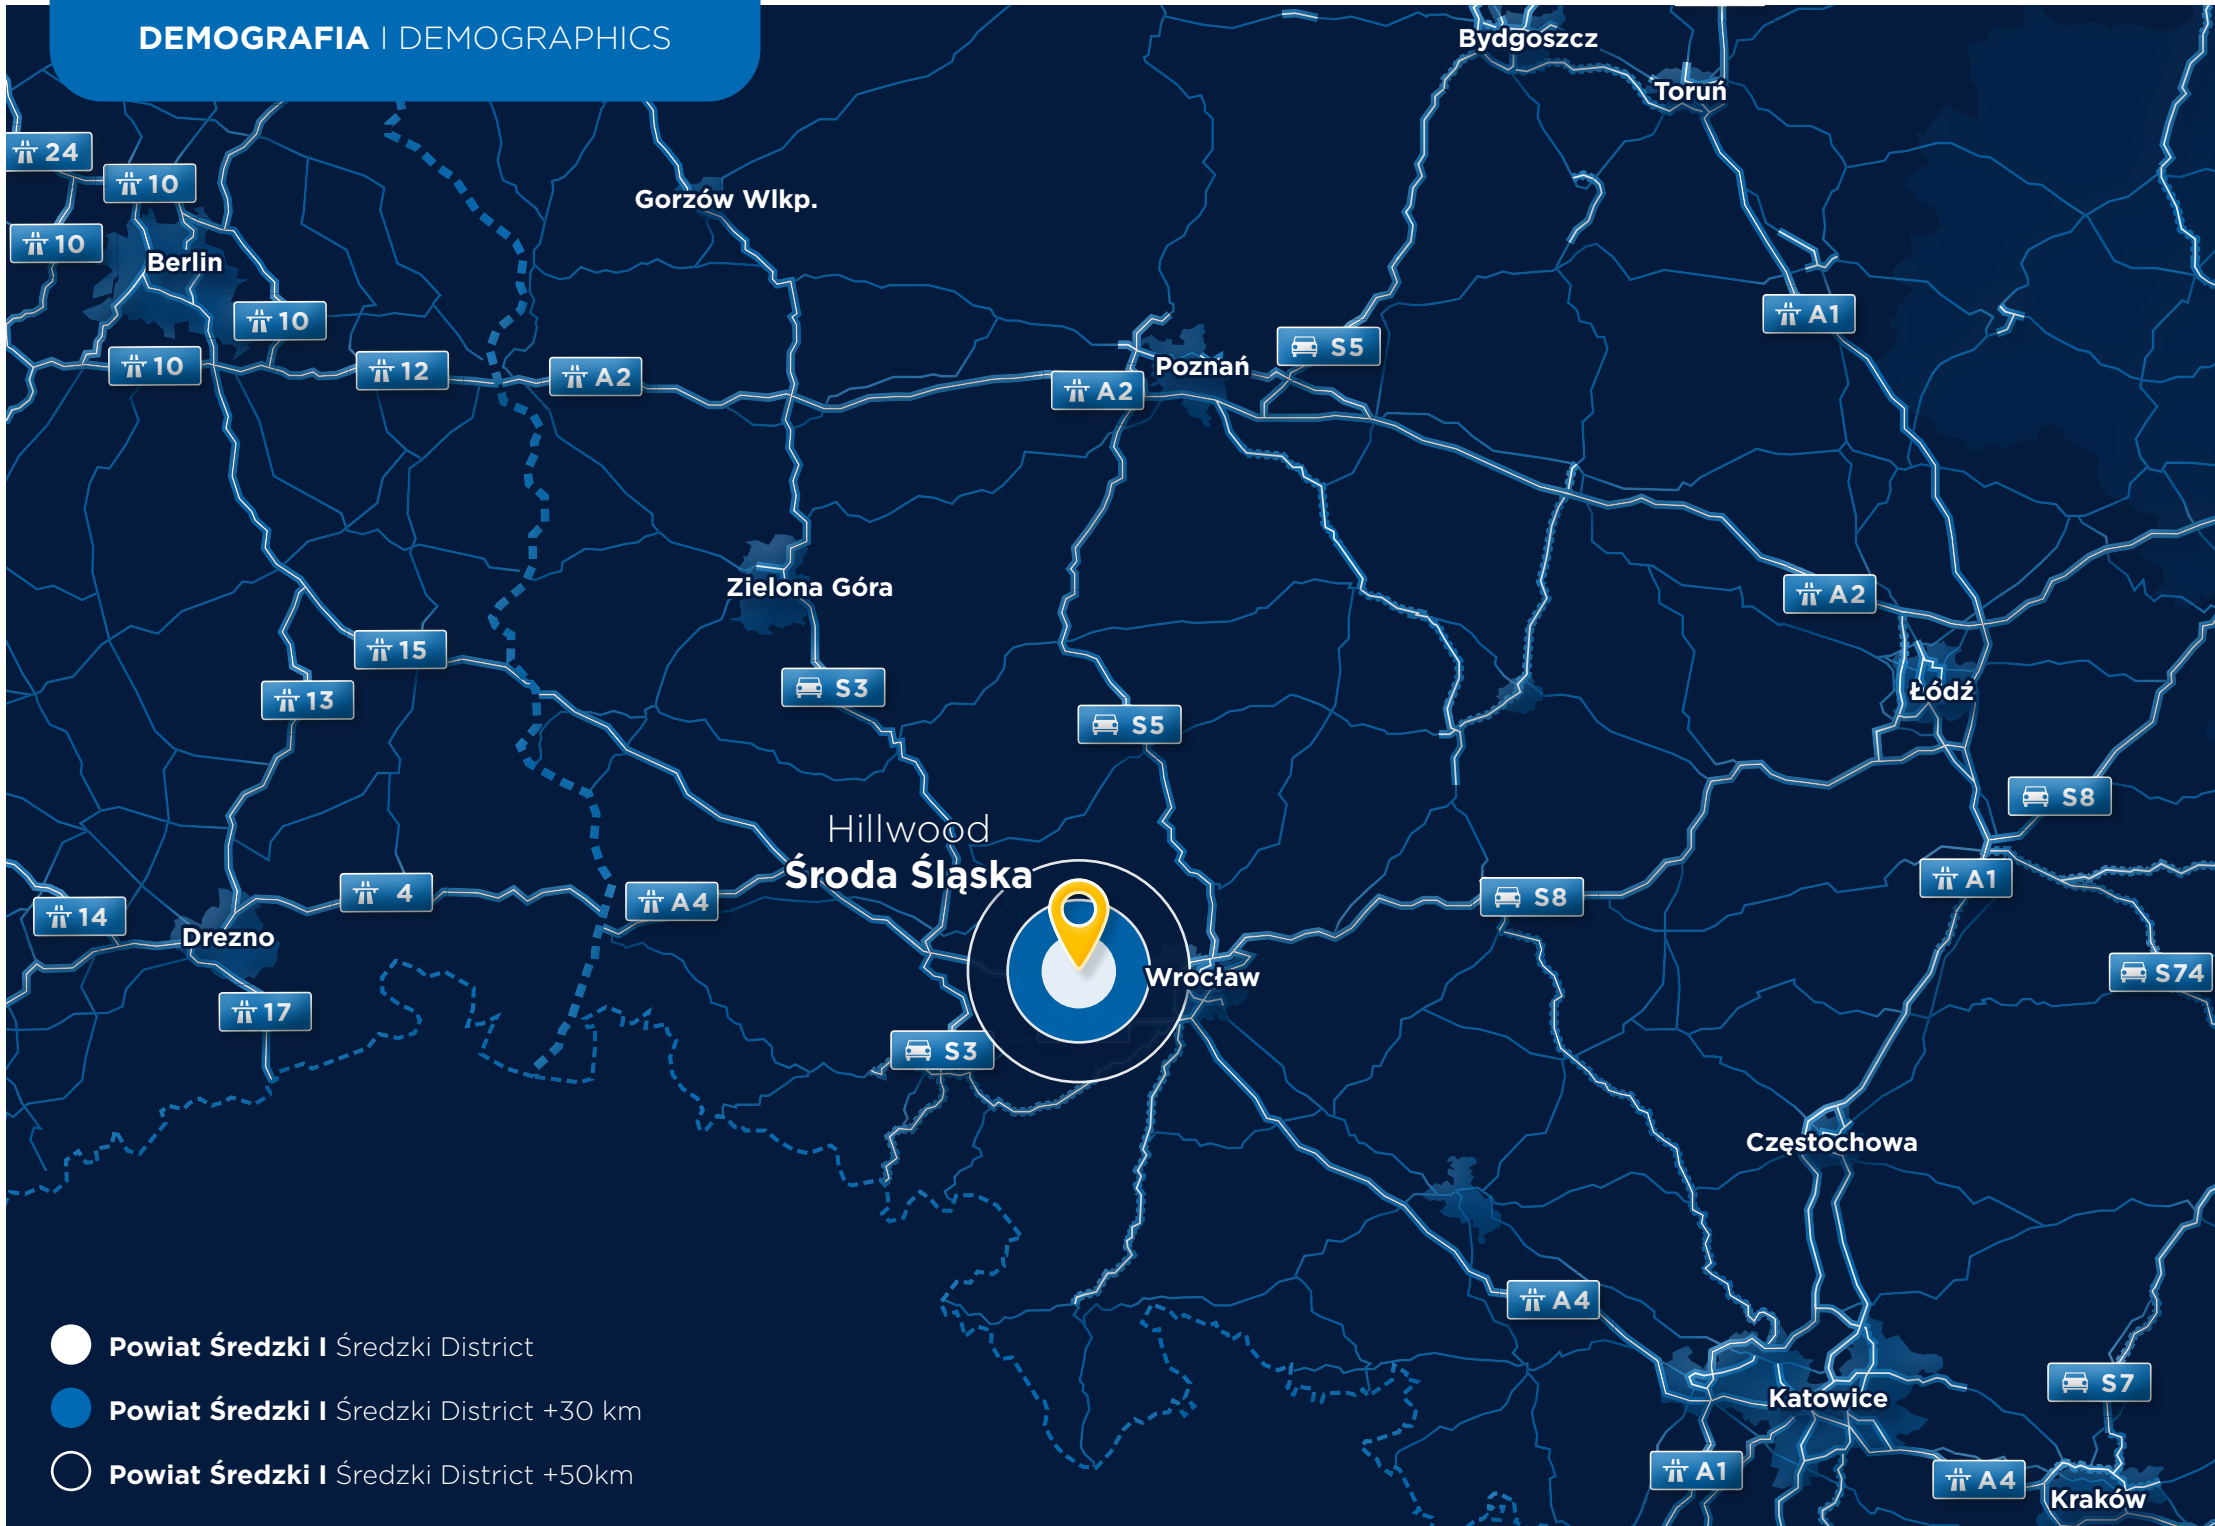 DEMOGRAFIA I DEMOGRAPHICS
Bydgoszcz
Toruń
24
10
Gorzów Wlkp.
10
Berlin
10
A1
S5
10
12
A2
Poznań
A2
Zielona Góra
A2
15
S3
13
Łódź
S5
S8
Hillwood
Środa Śląska
4
A4
S8
A1
14
Drezno
Wrocław
S74
17
S3
Częstochowa
A4
Powiat Średzki I Średzki District
S7
Katowice
Powiat Średzki I Średzki District +30 km
A1
Powiat Średzki I Średzki District +50km
A4
Kraków